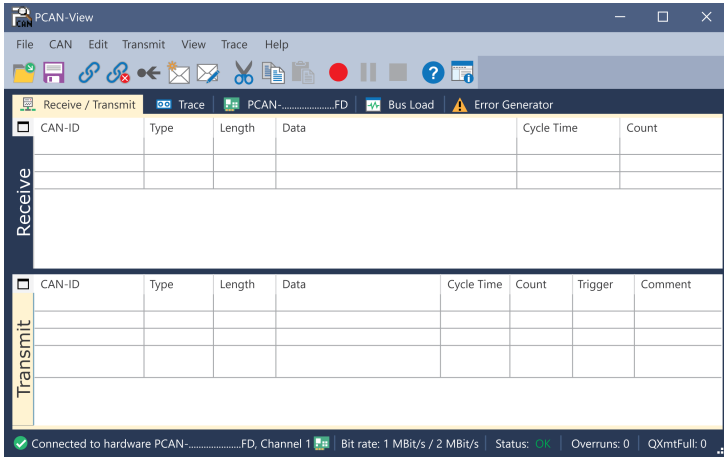 PCAN-View
File CAN Edit Transmit View Trace Help
Receive / Transmit Trace PCAN-.....................FD Bus Load Error Generator
CAN-ID Type Length Data Cycle Time Count
Receive
CAN-ID Type Length Data Cycle Time Count Trigger Comment
Transmit
Connected to hardware PCAN-.....................FD, Channel 1 Bit rate: 1 MBit/s / 2 MBit/s Status: OK Overruns: 0 QXmtFull: 0